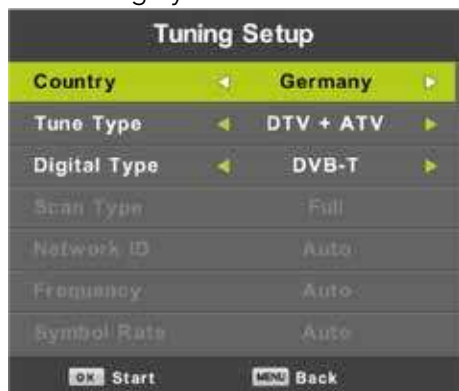 Tuning Setup
Country Germany
Tune Type DTV + ATV
Digital Type DVB-T
Scan Type Full
Network ID Auto
Frequency Auto
Symbol Rate Auto
OK Start MENU Back